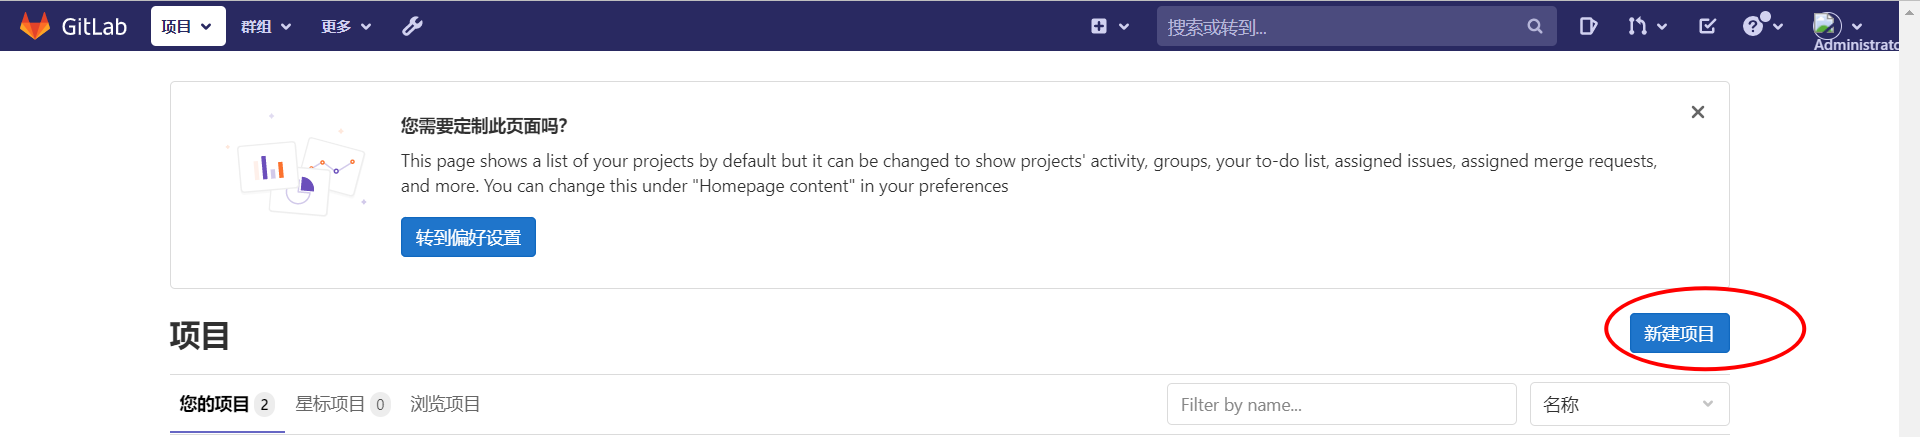 GitLab 项目 群组 更多 搜索或转到...
Administrato
您需要定制此页面吗?
This page shows a list of your projects by default but it can be changed to show projects' activity, groups, your to-do list, assigned issues, assigned merge requests,
and more. You can change this under "Homepage content" in your preferences
转到偏好设置
项目 新建项目
您的项目 2 星标项目 0 浏览项目 Filter by name... 名称